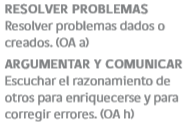 RESOLVER PROBLEMAS
Resolver problemas dados o
creados. (OA a)
ARGUMENTAR Y COMUNICAR
Escuchar el razonamiento de
otros para enriquecerse y para
corregir errores. (OA h)